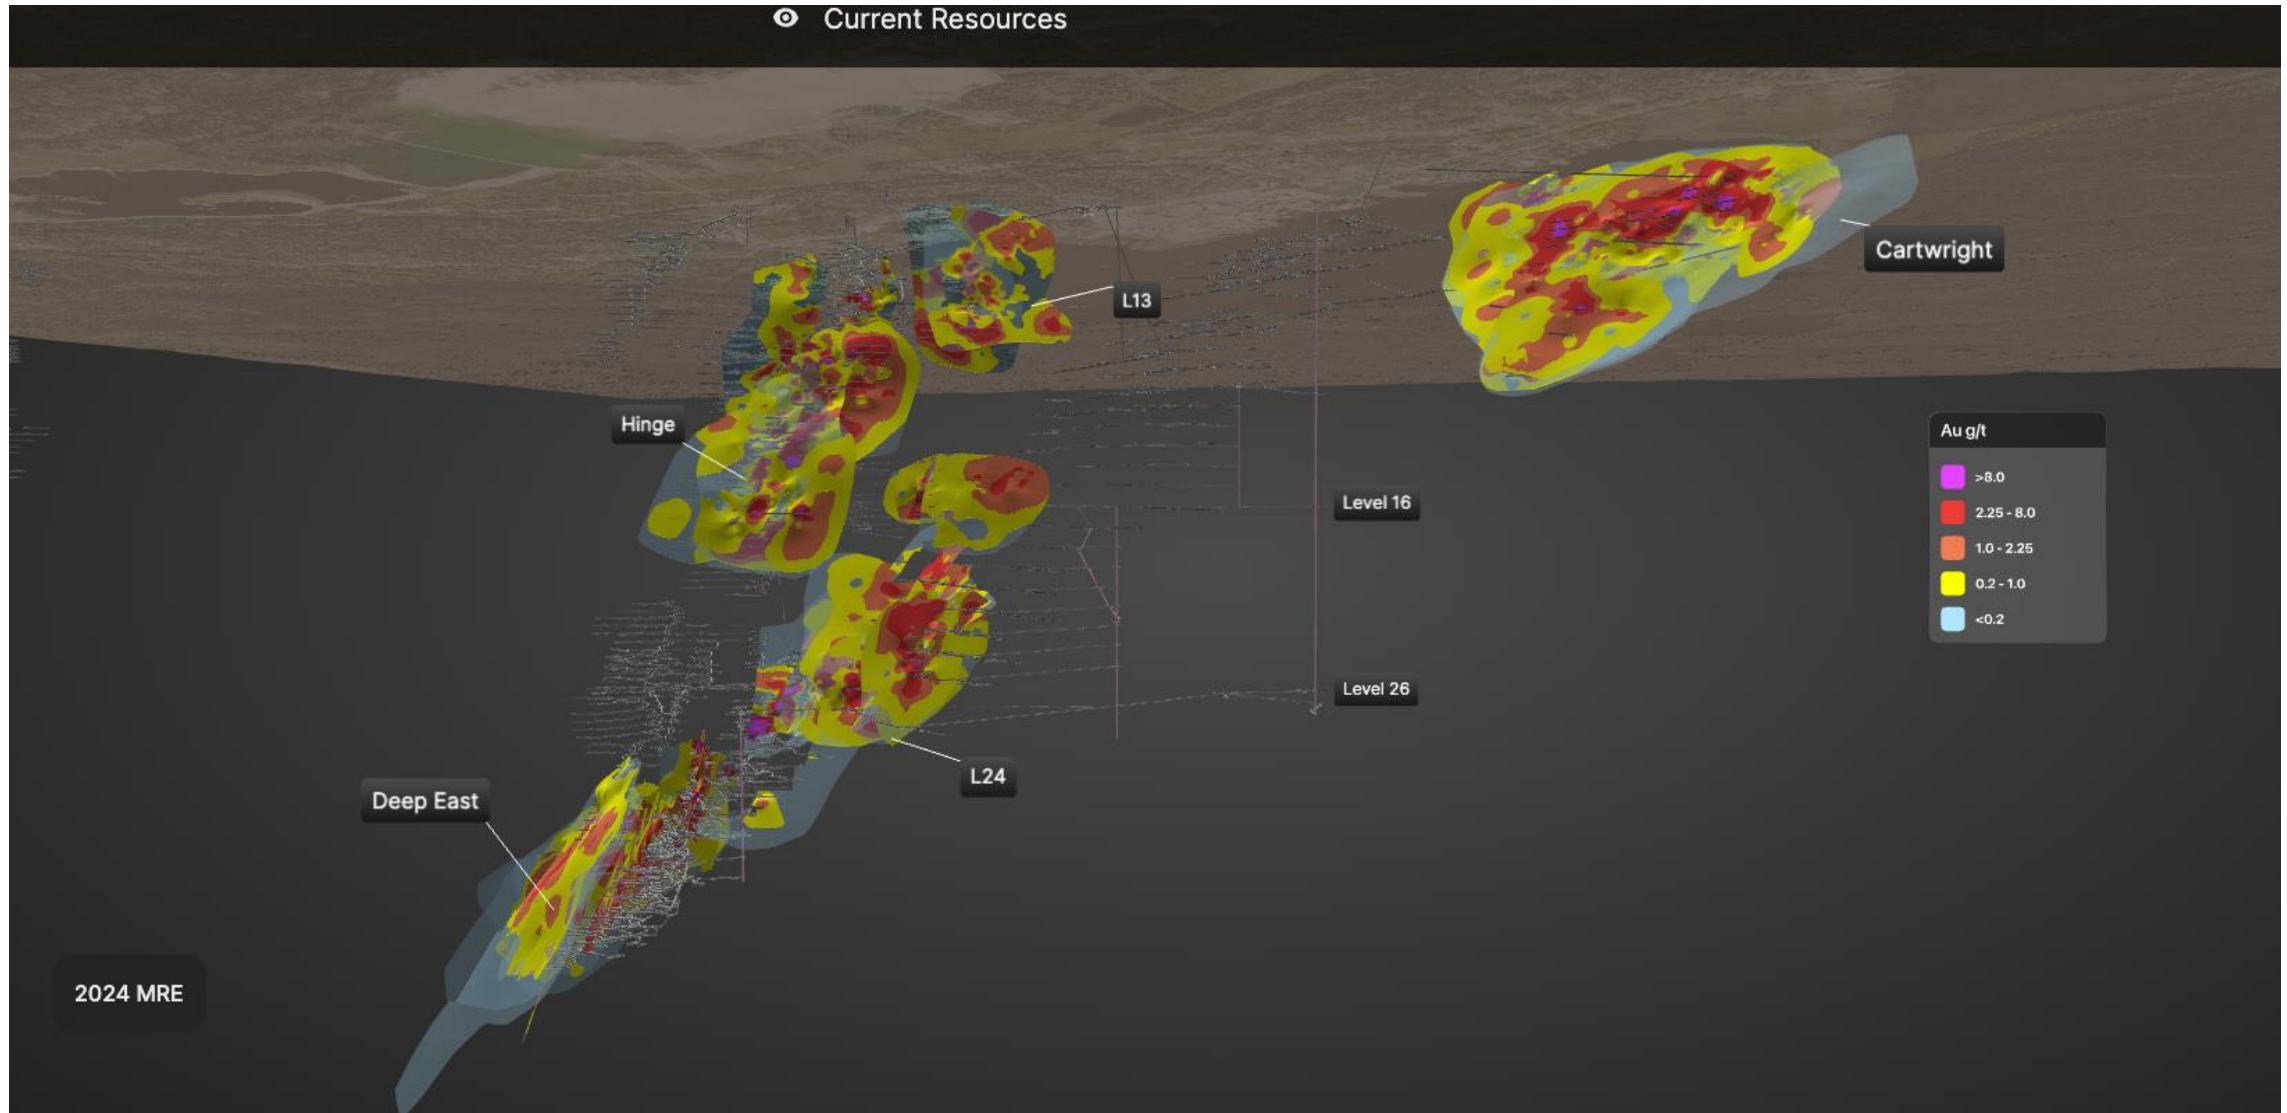 Current Resources
Cartwright
L13
Hinge
Au g/t
>8.0
2.25 - 8.0
1.0 - 2.25
0.2 - 1.0
<0.2
Level 16
Level 26
L24
Deep East
2024 MRE